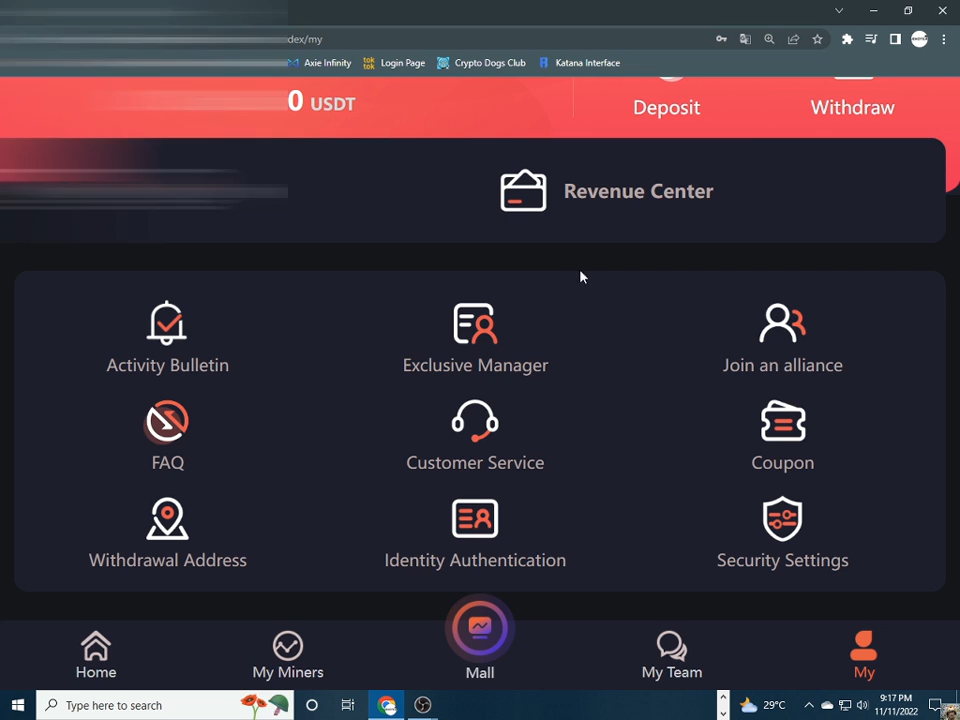 dex/my
Axie Infinity
tok
tok
Login Page
Crypto Dogs Club
Katana Interface
0 USDT
Deposit
Withdraw
Revenue Center
Activity Bulletin
Exclusive Manager
Join an alliance
FAQ
Customer Service
Coupon
Withdrawal Address
Identity Authentication
Security Settings
Home
My Miners
Mall
My Team
My
Type here to search
29°C
9:17 PM
11/11/2022